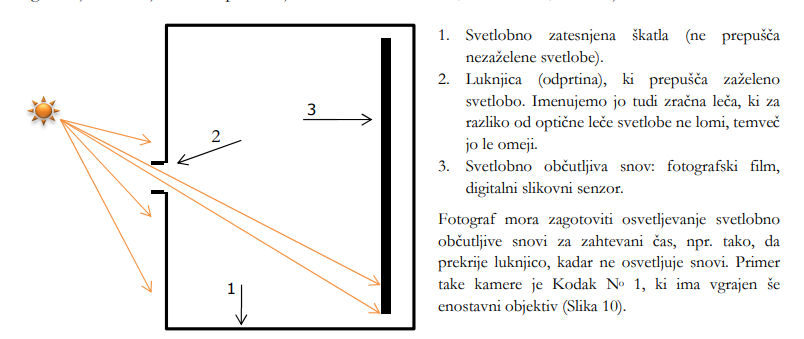 1. Svetlobno zatesnjena škatla (ne prepušča
nezaželene svetlobe).
2. Luknjica (odprtina), ki prepušča zaželeno
svetlobo. Imenujemo jo tudi zračna leča, ki za
razliko od optične leče svetlobe ne lomi, temveč
jo le omeji.
3. Svetlobno občutljiva snov: fotografski film,
digitalni slikovni senzor.
Fotograf mora zagotoviti osvetljevanje svetlobno
občutljive snovi za zahtevani čas, npr. tako, da
prekrije luknjico, kadar ne osvetljuje snovi. Primer
take kamere je Kodak Nº 1, ki ima vgrajen še
enostavni objektiv (Slika 10).
3
2
1